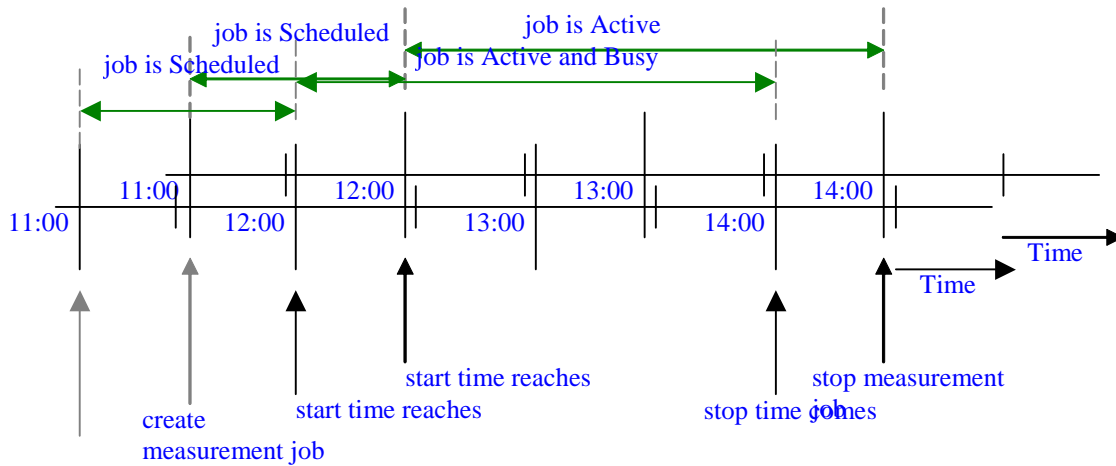 job is Active
job is Scheduled
job is Active and Busy
job is Scheduled
11:00
12:00
13:00
14:00
11:00
12:00
13:00
14:00
Time
Time
start time reaches
stop measurement
job
start time reaches
stop time comes
create
measurement job